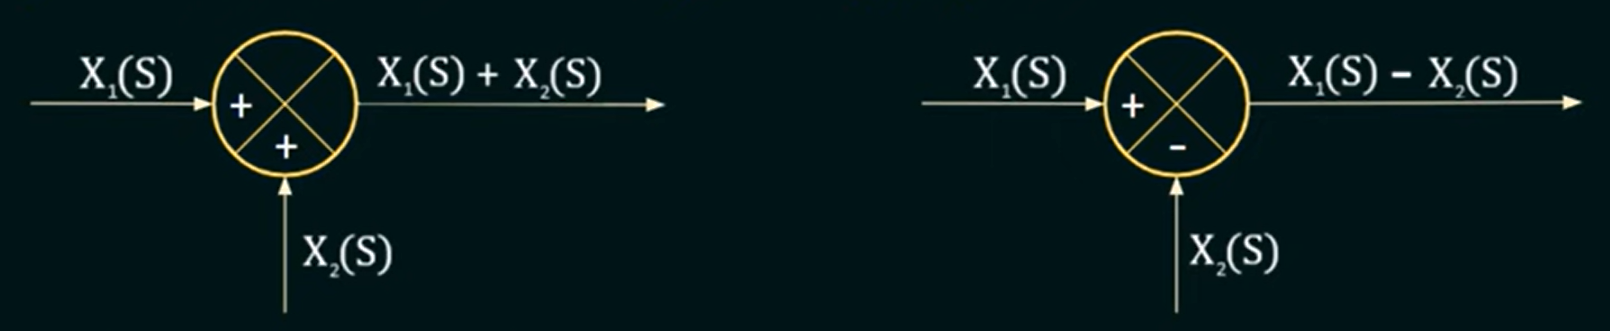 X₁(S)
+
+
X₁(S) + X₂(S)
X₂(S)
X₁(S)
+
-
X₁(S) - X₂(S)
X₂(S)